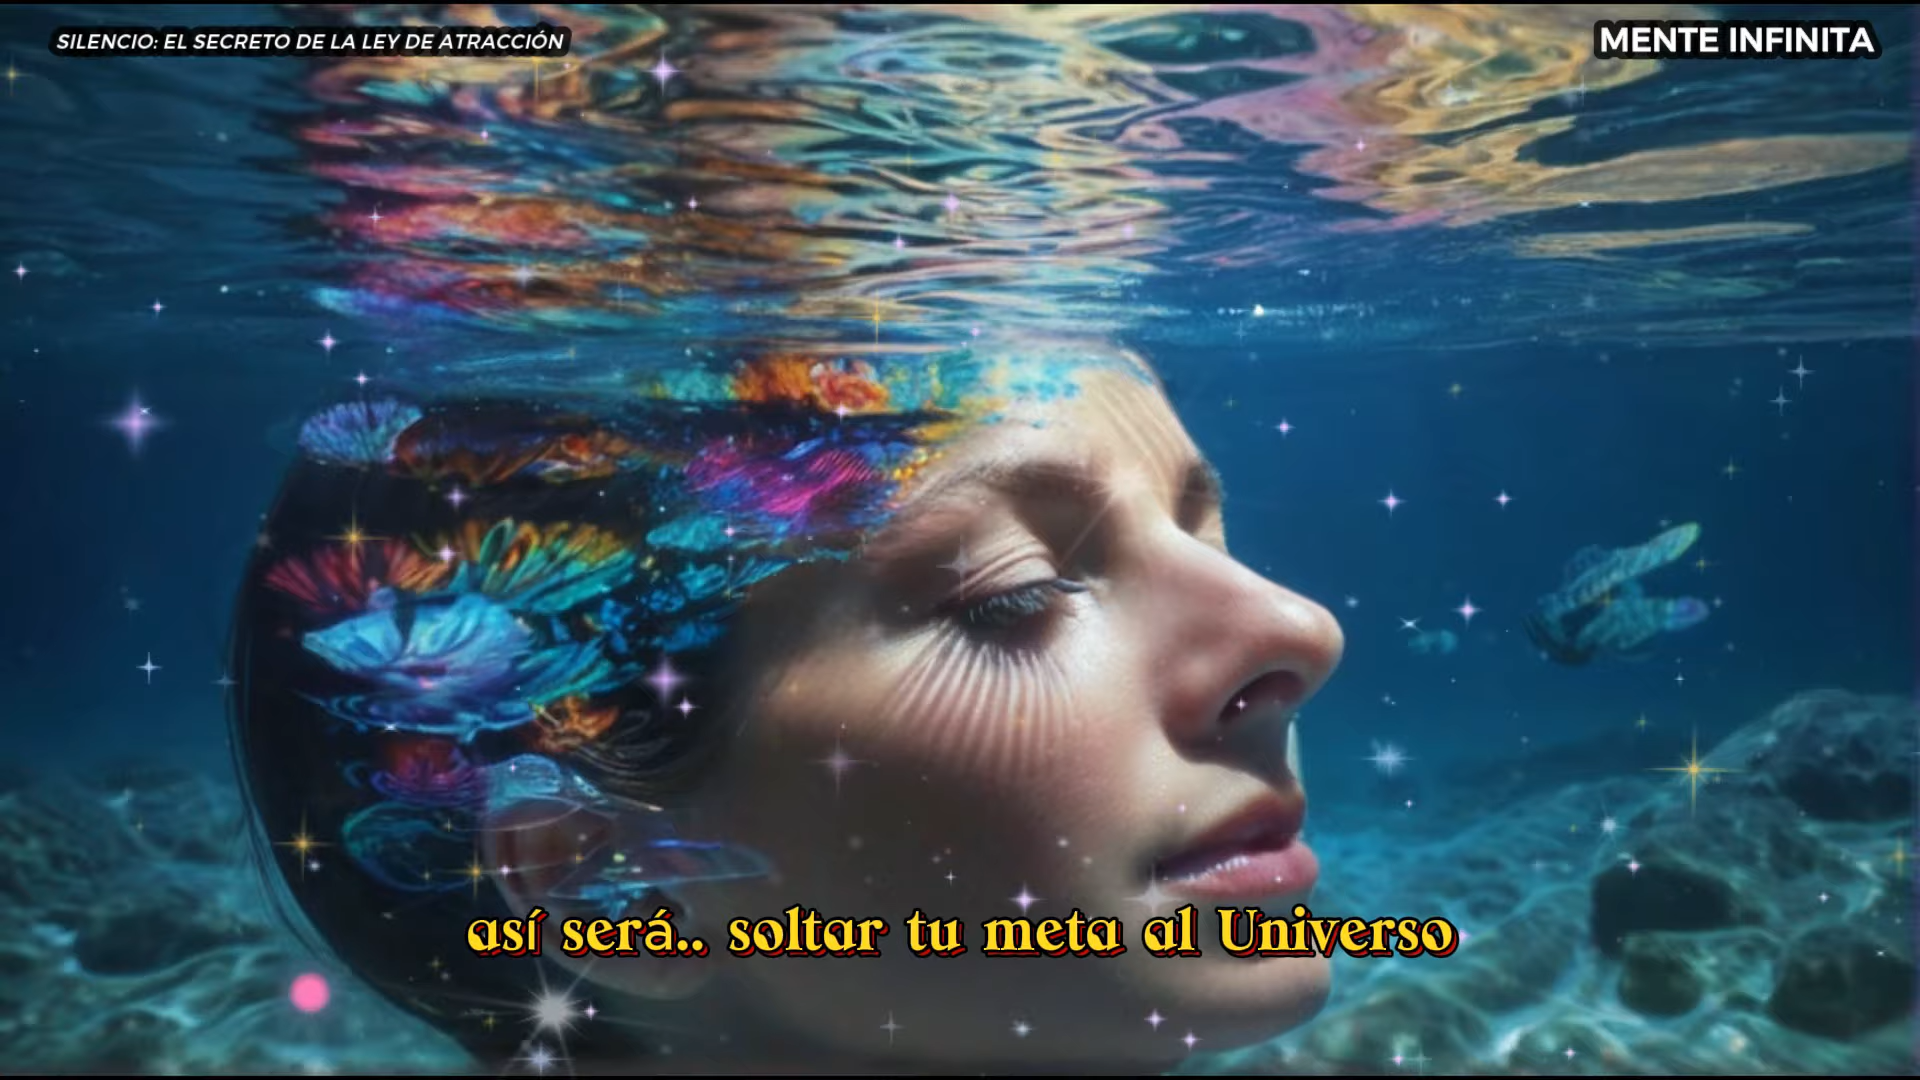 SILENCIO: EL SECRETO DE LA LEY DE ATRACCIÓN
MENTE INFINITA
así será.. soltar tu meta al Universo